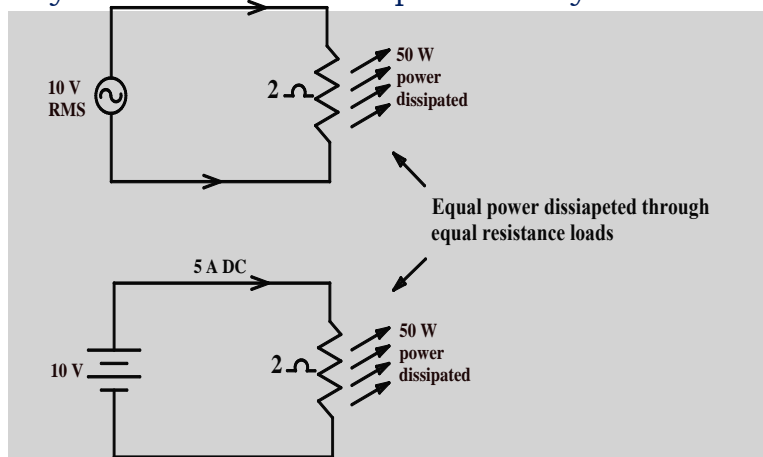 10 V
RMS
2 Ω
50 W
power
dissipated
Equal power dissiapeted through
equal resistance loads
5 A DC
10 V
2 Ω
50 W
power
dissipated